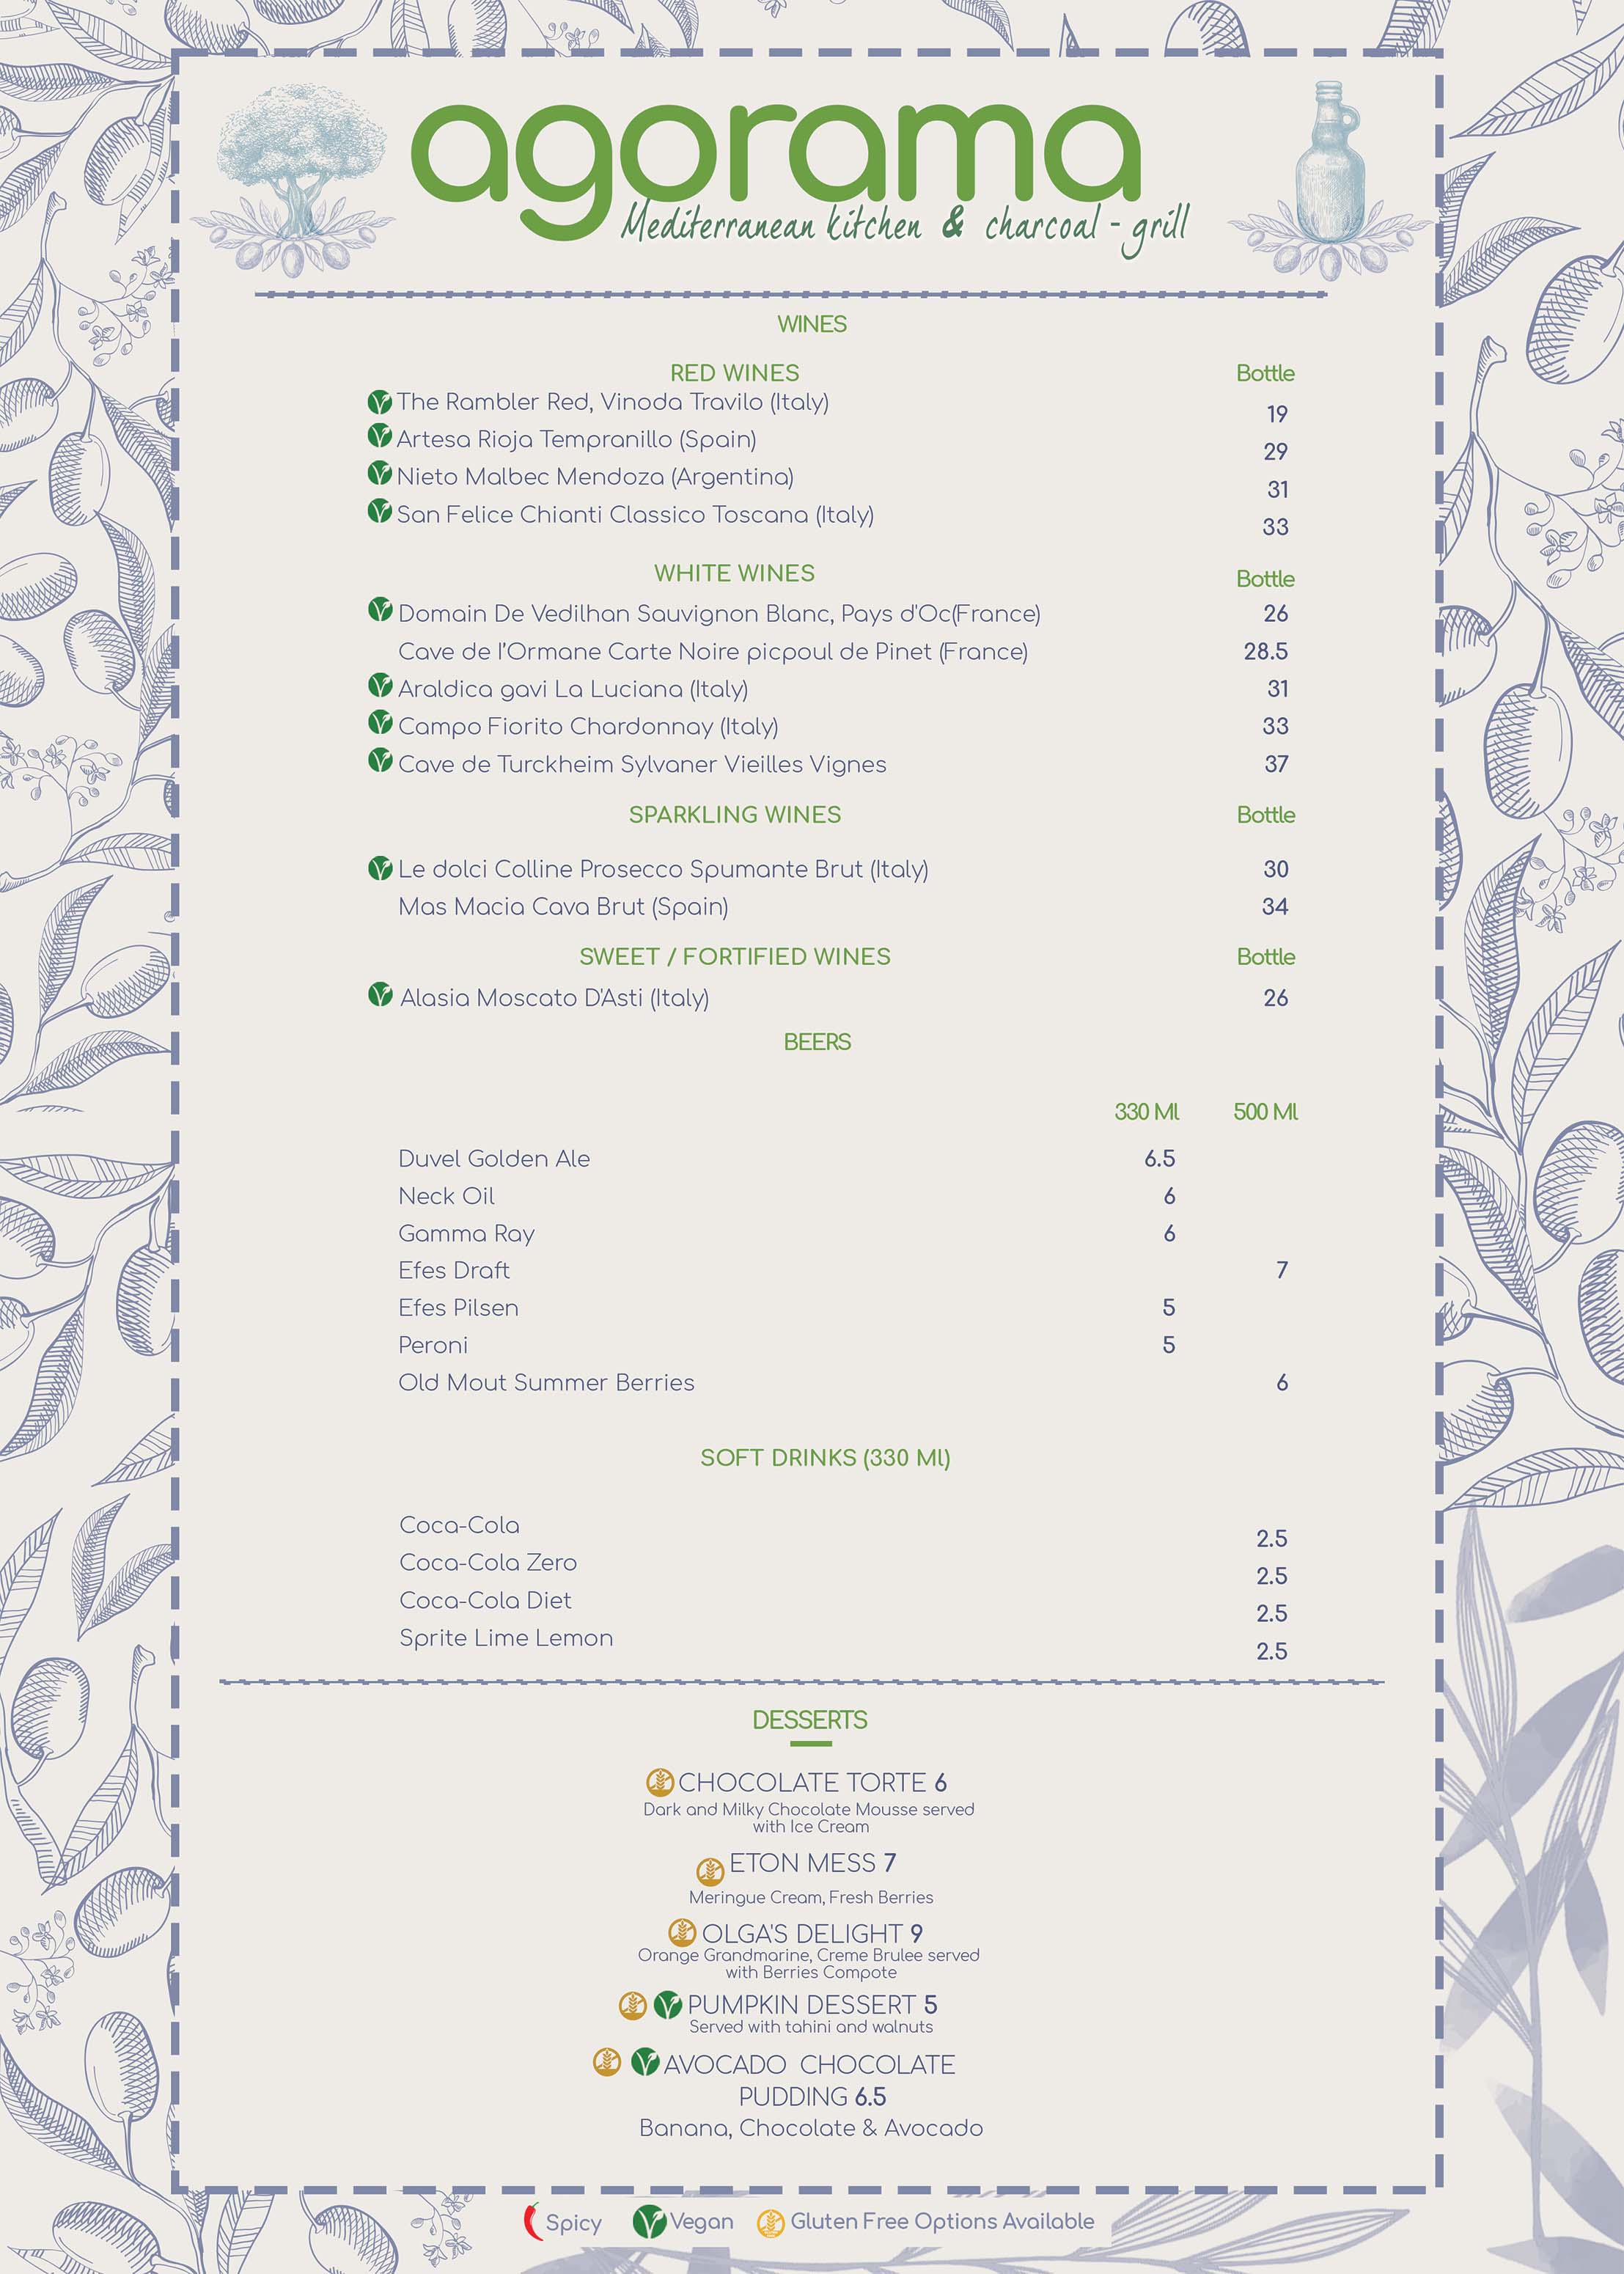 agorama
Mediterranean kitchen & charcoal - grill
WINES
RED WINES Bottle
The Rambler Red, Vinoda Travilo (Italy) 19
Artesa Rioja Tempranillo (Spain) 29
Nieto Malbec Mendoza (Argentina) 31
San Felice Chianti Classico Toscana (Italy) 33
WHITE WINES Bottle
Domain De Vedilhan Sauvignon Blanc, Pays d'Oc(France) 26
Cave de l'Ormane Carte Noire picpoul de Pinet (France) 28.5
Araldica gavi La Luciana (Italy) 31
Campo Fiorito Chardonnay (Italy) 33
Cave de Turckheim Sylvaner Vieilles Vignes 37
SPARKLING WINES Bottle
Le dolci Colline Prosecco Spumante Brut (Italy) 30
Mas Macia Cava Brut (Spain) 34
SWEET / FORTIFIED WINES Bottle
Alasia Moscato D'Asti (Italy) 26
BEERS
330 Ml 500 Ml
Duvel Golden Ale 6.5
Neck Oil 6
Gamma Ray 6
Efes Draft 7
Efes Pilsen 5
Peroni 5
Old Mout Summer Berries 6
SOFT DRINKS (330 Ml)
Coca-Cola 2.5
Coca-Cola Zero 2.5
Coca-Cola Diet 2.5
Sprite Lime Lemon 2.5
DESSERTS
CHOCOLATE TORTE 6
Dark and Milky Chocolate Mousse served
with Ice Cream
ETON MESS 7
Meringue Cream, Fresh Berries
OLGA'S DELIGHT 9
Orange Grandmarine, Creme Brulee served
with Berries Compote
PUMPKIN DESSERT 5
Served with tahini and walnuts
AVOCADO CHOCOLATE
PUDDING 6.5
Banana, Chocolate & Avocado
Spicy Vegan Gluten Free Options Available